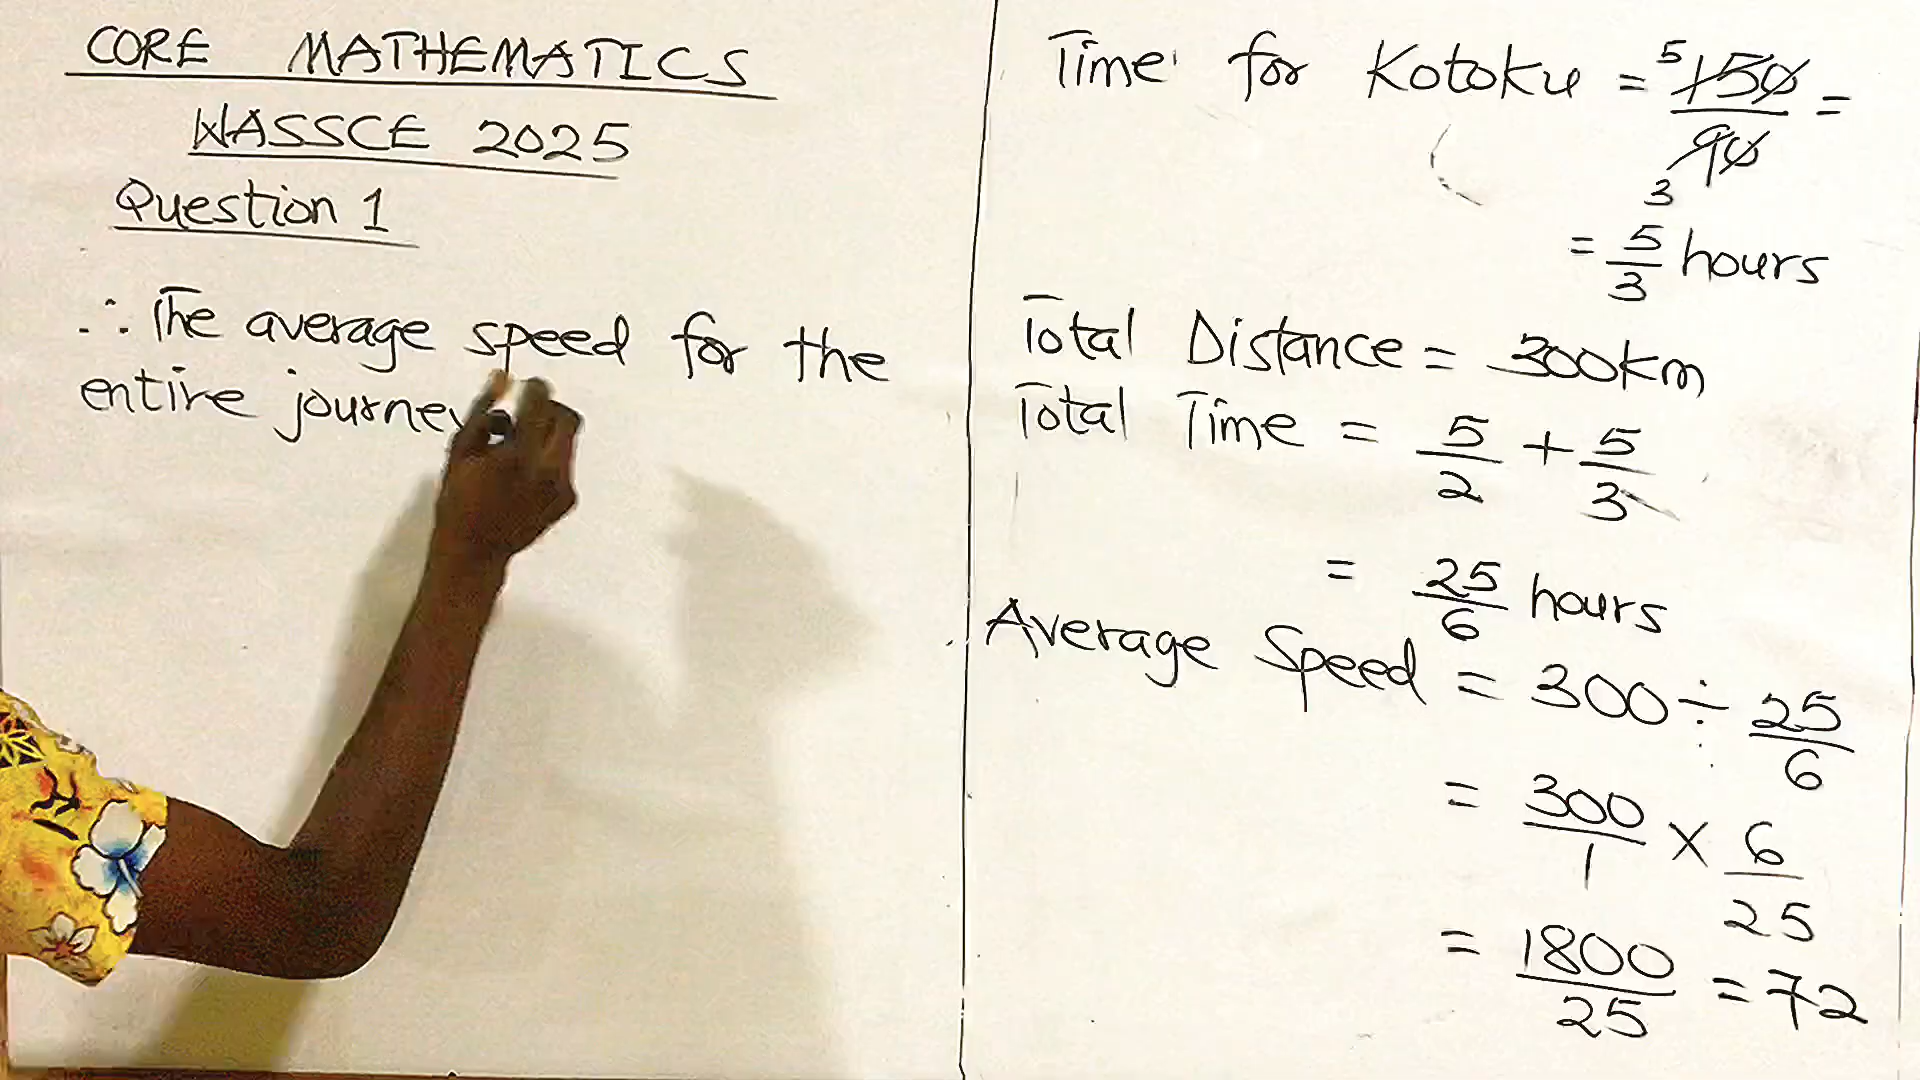 CORE MATHEMATICS
WASSCE 2025
Question 1
∴ The average speed for the
entire journey
Time for Kotoku = 5 150/90 3 =
= 5/3 hours
Total Distance = 300km
Total Time = 5/2 + 5/3
= 25/6 hours
Average Speed = 300 ÷ 25/6
= 300/1 × 6/25
= 1800/25 = 72